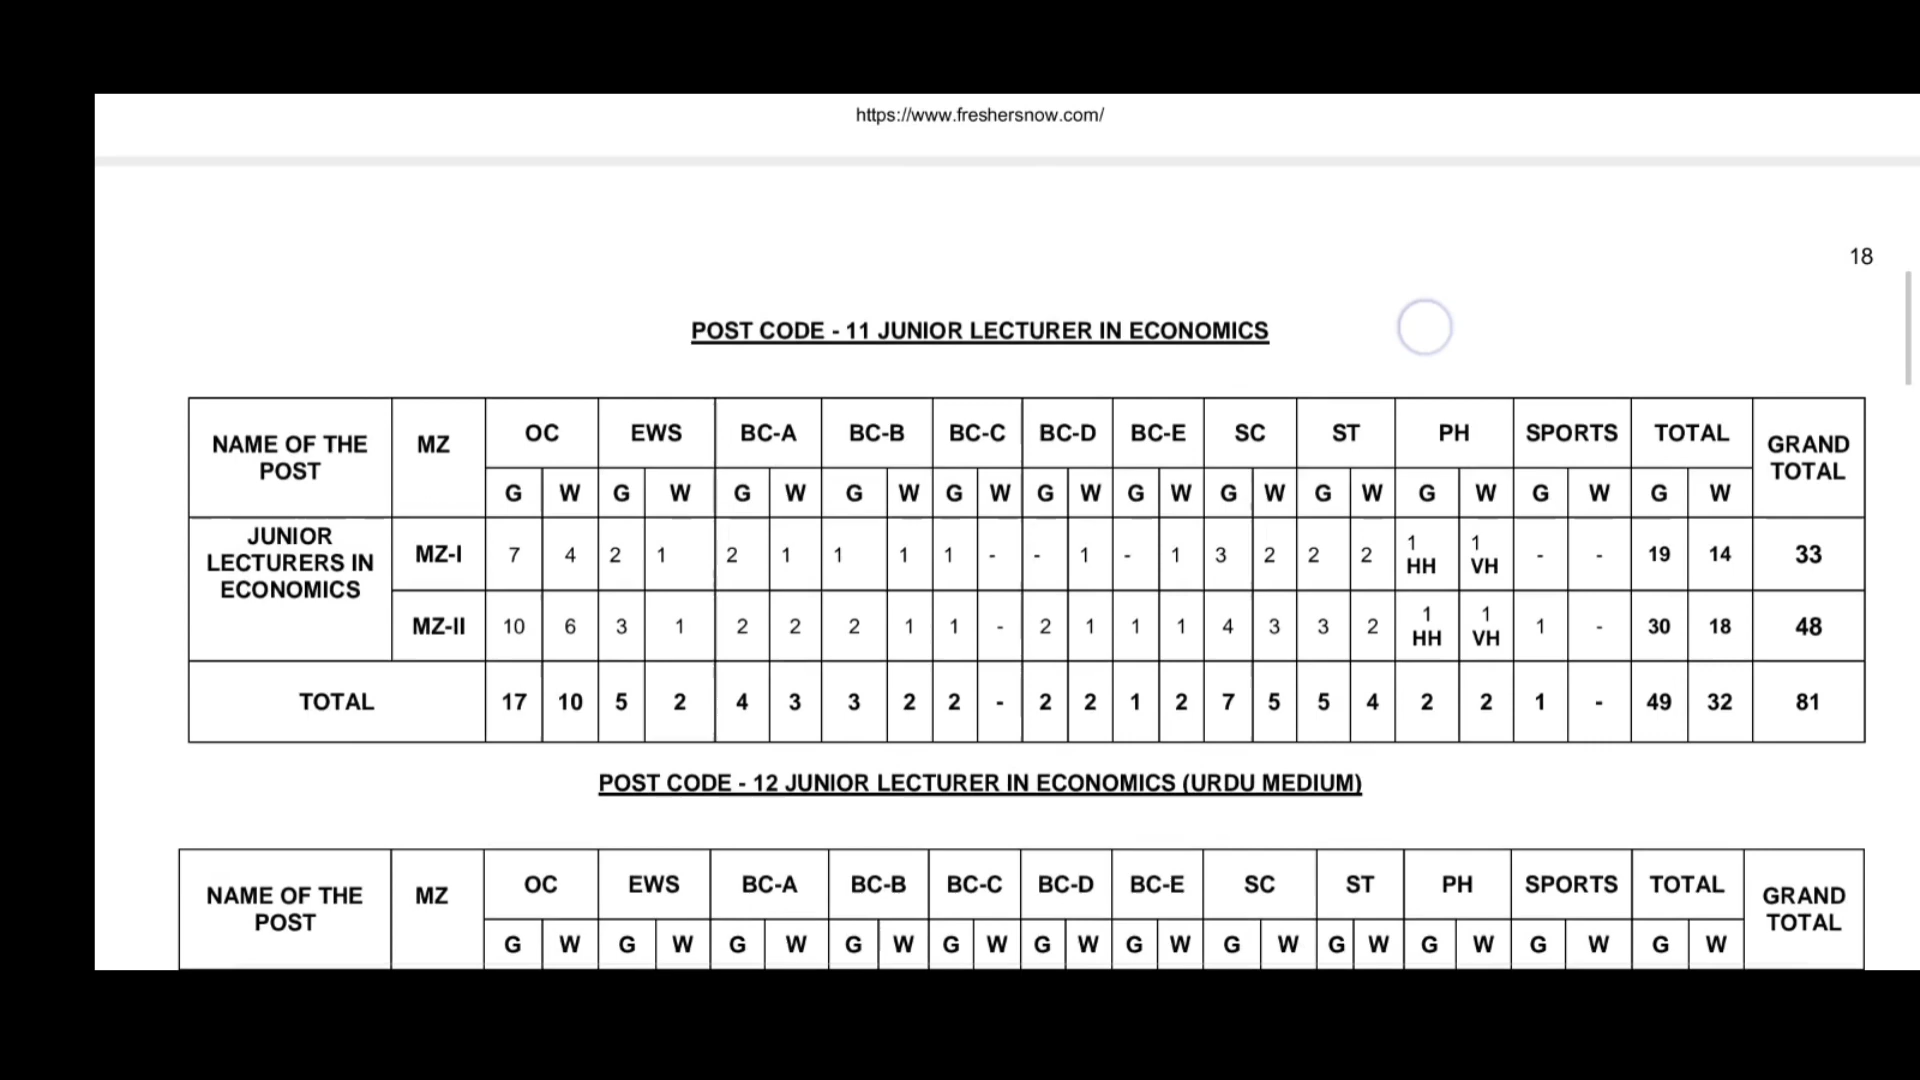 https://www.freshersnow.com/
18
POST CODE - 11 JUNIOR LECTURER IN ECONOMICS
NAME OF THE POST MZ OC EWS BC-A BC-B BC-C BC-D BC-E SC ST PH SPORTS TOTAL GRAND TOTAL
G W G W G W G W G W G W G W G W G W G W G W G W
JUNIOR LECTURERS IN ECONOMICS MZ-I 7 4 2 1 2 1 1 1 1 - - 1 - 1 3 2 2 2 1 HH 1 VH - - 19 14 33
MZ-II 10 6 3 1 2 2 2 1 1 - 2 1 1 1 4 3 3 2 1 HH 1 VH 1 - 30 18 48
TOTAL 17 10 5 2 4 3 3 2 2 - 2 2 1 2 7 5 5 4 2 2 1 - 49 32 81
POST CODE - 12 JUNIOR LECTURER IN ECONOMICS (URDU MEDIUM)
NAME OF THE POST MZ OC EWS BC-A BC-B BC-C BC-D BC-E SC ST PH SPORTS TOTAL GRAND TOTAL
G W G W G W G W G W G W G W G W G W G W G W G W